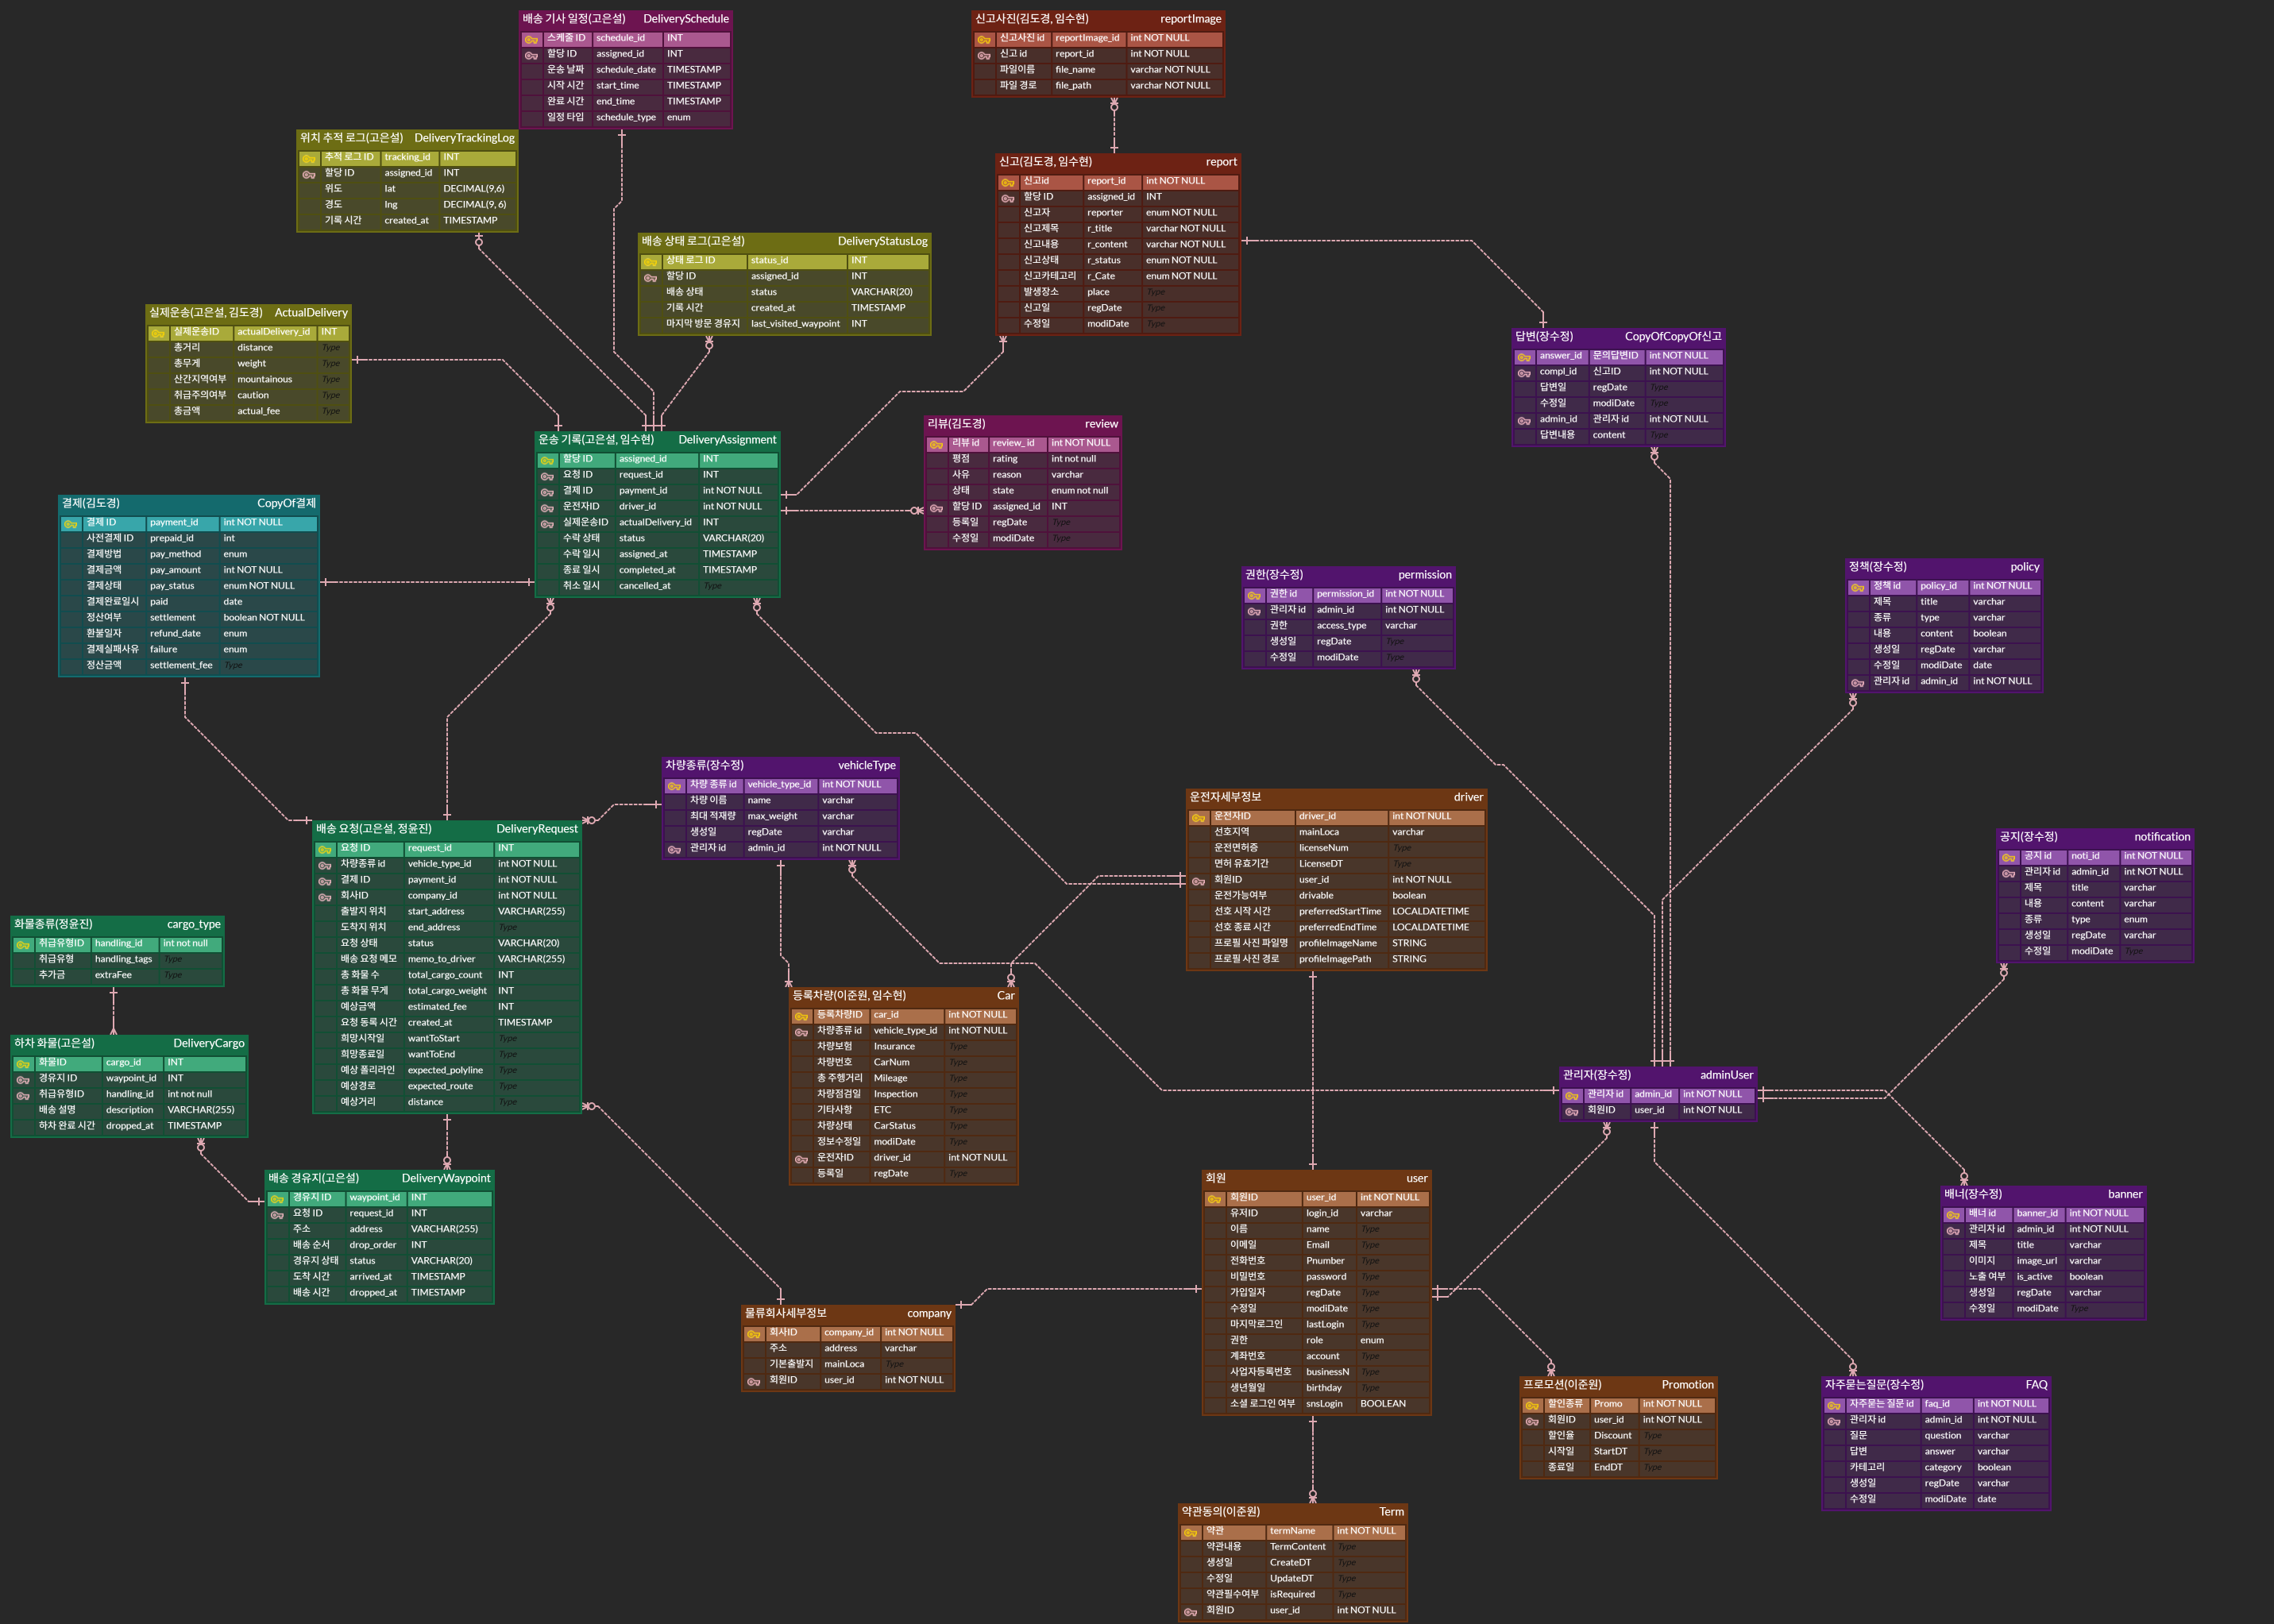 배송 기사 일정(고은설) DeliverySchedule
스케줄 ID schedule_id INT
할당 ID assigned_id INT
운송 날짜 schedule_date TIMESTAMP
시작 시간 start_time TIMESTAMP
완료 시간 end_time TIMESTAMP
일정 타입 schedule_type enum
신고사진(김도경, 임수현) reportImage
신고사진 id reportImage_id int NOT NULL
신고 id report_id int NOT NULL
파일이름 file_name varchar NOT NULL
파일 경로 file_path varchar NOT NULL
위치 추적 로그(고은설) DeliveryTrackingLog
추적 로그 ID tracking_id INT
할당 ID assigned_id INT
위도 lat DECIMAL(9,6)
경도 lng DECIMAL(9, 6)
기록 시간 created_at TIMESTAMP
신고(김도경, 임수현) report
신고id report_id int NOT NULL
할당 ID assigned_id INT
신고자 reporter enum NOT NULL
신고제목 r_title varchar NOT NULL
신고내용 r_content varchar NOT NULL
신고상태 r_status enum NOT NULL
신고카테고리 r_Cate enum NOT NULL
발생장소 place Type
신고일 regDate Type
수정일 modiDate Type
배송 상태 로그(고은설) DeliveryStatusLog
상태 로그 ID status_id INT
할당 ID assigned_id INT
배송 상태 status VARCHAR(20)
기록 시간 created_at TIMESTAMP
마지막 방문 경유지 last_visited_waypoint INT
실제운송(고은설, 김도경) ActualDelivery
실제운송ID actualDelivery_id INT
총거리 distance Type
총무게 weight Type
산간지역여부 mountainous Type
취급주의여부 caution Type
총금액 actual_fee Type
답변(장수정) CopyOfCopyOf신고
answer_id 문의답변ID int NOT NULL
compl_id 신고ID int NOT NULL
답변일 regDate Type
수정일 modiDate Type
admin_id 관리자 id int NOT NULL
답변내용 content Type
운송 기록(고은설, 임수현) DeliveryAssignment
할당 ID assigned_id INT
요청 ID request_id INT
결제 ID payment_id int NOT NULL
운전자ID driver_id int NOT NULL
실제운송ID actualDelivery_id INT
수락 상태 status VARCHAR(20)
수락 일시 assigned_at TIMESTAMP
종료 일시 completed_at TIMESTAMP
취소 일시 cancelled_at Type
리뷰(김도경) review
리뷰 id review_ id int NOT NULL
평점 rating int not null
사유 reason varchar
상태 state enum not null
할당 ID assigned_id INT
등록일 regDate Type
수정일 modiDate Type
결제(김도경) CopyOf결제
결제 ID payment_id int NOT NULL
사전결제 ID prepaid_id int
결제방법 pay_method enum
결제금액 pay_amount int NOT NULL
결제상태 pay_status enum NOT NULL
결제완료일시 paid date
정산여부 settlement boolean NOT NULL
환불일자 refund_date enum
결제실패사유 failure enum
정산금액 settlement_fee Type
권한(장수정) permission
권한 id permission_id int NOT NULL
관리자 id admin_id int NOT NULL
권한 access_type varchar
생성일 regDate Type
수정일 modiDate Type
정책(장수정) policy
정책 id policy_id int NOT NULL
제목 title varchar
종류 type varchar
내용 content boolean
생성일 regDate varchar
수정일 modiDate date
관리자 id admin_id int NOT NULL
차량종류(장수정) vehicleType
차량 종류 id vehicle_type_id int NOT NULL
차량 이름 name varchar
최대 적재량 max_weight varchar
생성일 regDate varchar
관리자 id admin_id int NOT NULL
운전자세부정보 driver
운전자ID driver_id int NOT NULL
선호지역 mainLoca varchar
운전면허증 licenseNum Type
면허 유효기간 LicenseDT Type
회원ID user_id int NOT NULL
운전가능여부 drivable boolean
선호 시작 시간 preferredStartTime LOCALDATETIME
선호 종료 시간 preferredEndTime LOCALDATETIME
프로필 사진 파일명 profileImageName STRING
프로필 사진 경로 profileImagePath STRING
배송 요청(고은설, 정윤진) DeliveryRequest
요청 ID request_id INT
차량종류 id vehicle_type_id int NOT NULL
결제 ID payment_id int NOT NULL
회사ID company_id int NOT NULL
출발지 위치 start_address VARCHAR(255)
도착지 위치 end_address Type
요청 상태 status VARCHAR(20)
배송 요청 메모 memo_to_driver VARCHAR(255)
총 화물 수 total_cargo_count INT
총 화물 무게 total_cargo_weight INT
예상금액 estimated_fee INT
요청 등록 시간 created_at TIMESTAMP
희망시작일 wantToStart Type
희망종료일 wantToEnd Type
예상 폴리라인 expected_polyline Type
예상경로 expected_route Type
예상거리 distance Type
공지(장수정) notification
공지 id noti_id int NOT NULL
관리자 id admin_id int NOT NULL
제목 title varchar
내용 content varchar
종류 type enum
생성일 regDate varchar
수정일 modiDate Type
화물종류(정윤진) cargo_type
취급유형ID handling_id int not null
취급유형 handling_tags Type
추가금 extraFee Type
등록차량(이준원, 임수현) Car
등록차량ID car_id int NOT NULL
차량종류 id vehicle_type_id int NOT NULL
차량보험 Insurance Type
차량번호 CarNum Type
총 주행거리 Mileage Type
차량점검일 Inspection Type
기타사항 ETC Type
차량상태 CarStatus Type
정보수정일 modiDate Type
운전자ID driver_id int NOT NULL
등록일 regDate Type
하차 화물(고은설) DeliveryCargo
화물ID cargo_id INT
경유지 ID waypoint_id INT
취급유형ID handling_id int not null
배송 설명 description VARCHAR(255)
하차 완료 시간 dropped_at TIMESTAMP
관리자(장수정) adminUser
관리자 id admin_id int NOT NULL
회원ID user_id int NOT NULL
배송 경유지(고은설) DeliveryWaypoint
경유지 ID waypoint_id INT
요청 ID request_id INT
주소 address VARCHAR(255)
배송 순서 drop_order INT
경유지 상태 status VARCHAR(20)
도착 시간 arrived_at TIMESTAMP
배송 시간 dropped_at TIMESTAMP
회원 user
회원ID user_id int NOT NULL
유저ID login_id varchar
이름 name Type
이메일 Email Type
전화번호 Pnumber Type
비밀번호 password Type
가입일자 regDate Type
수정일 modiDate Type
마지막로그인 lastLogin Type
권한 role enum
계좌번호 account Type
사업자등록번호 businessN Type
생년월일 birthday Type
소셜 로그인 여부 snsLogin BOOLEAN
배너(장수정) banner
배너 id banner_id int NOT NULL
관리자 id admin_id int NOT NULL
제목 title varchar
이미지 image_url varchar
노출 여부 is_active boolean
생성일 regDate varchar
수정일 modiDate Type
물류회사세부정보 company
회사ID company_id int NOT NULL
주소 address varchar
기본출발지 mainLoca Type
회원ID user_id int NOT NULL
프로모션(이준원) Promotion
할인종류 Promo int NOT NULL
회원ID user_id int NOT NULL
할인율 Discount Type
시작일 StartDT Type
종료일 EndDT Type
자주묻는질문(장수정) FAQ
자주묻는 질문 id faq_id int NOT NULL
관리자 id admin_id int NOT NULL
질문 question varchar
답변 answer varchar
카테고리 category boolean
생성일 regDate varchar
수정일 modiDate date
약관동의(이준원) Term
약관 termName int NOT NULL
약관내용 TermContent Type
생성일 CreateDT Type
수정일 UpdateDT Type
약관필수여부 isRequired Type
회원ID user_id int NOT NULL